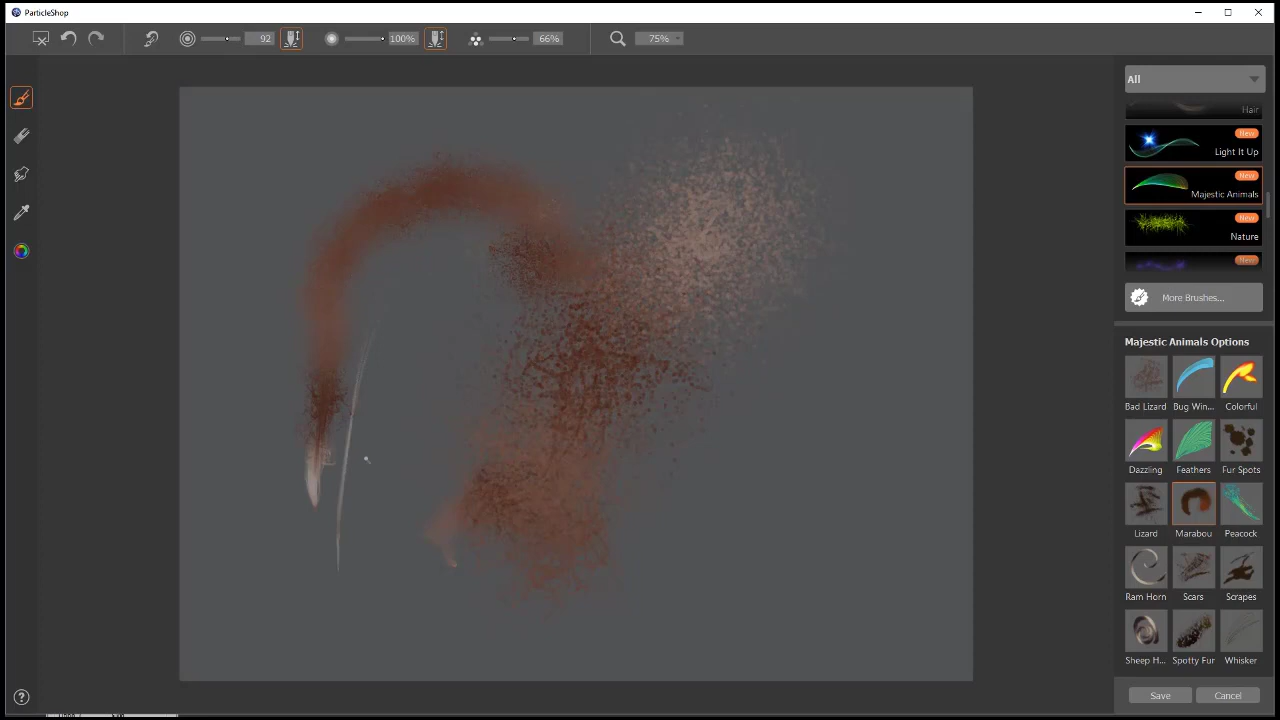 ParticleShop
92
100%
66%
75%
All
Hair
New
Light It Up
New
Majestic Animals
New
Nature
New
More Brushes...
Majestic Animals Options
Bad Lizard Bug Win... Colorful
Dazzling Feathers Fur Spots
Lizard Marabou Peacock
Ram Horn Scars Scrapes
Sheep H... Spotty Fur Whisker
Save Cancel